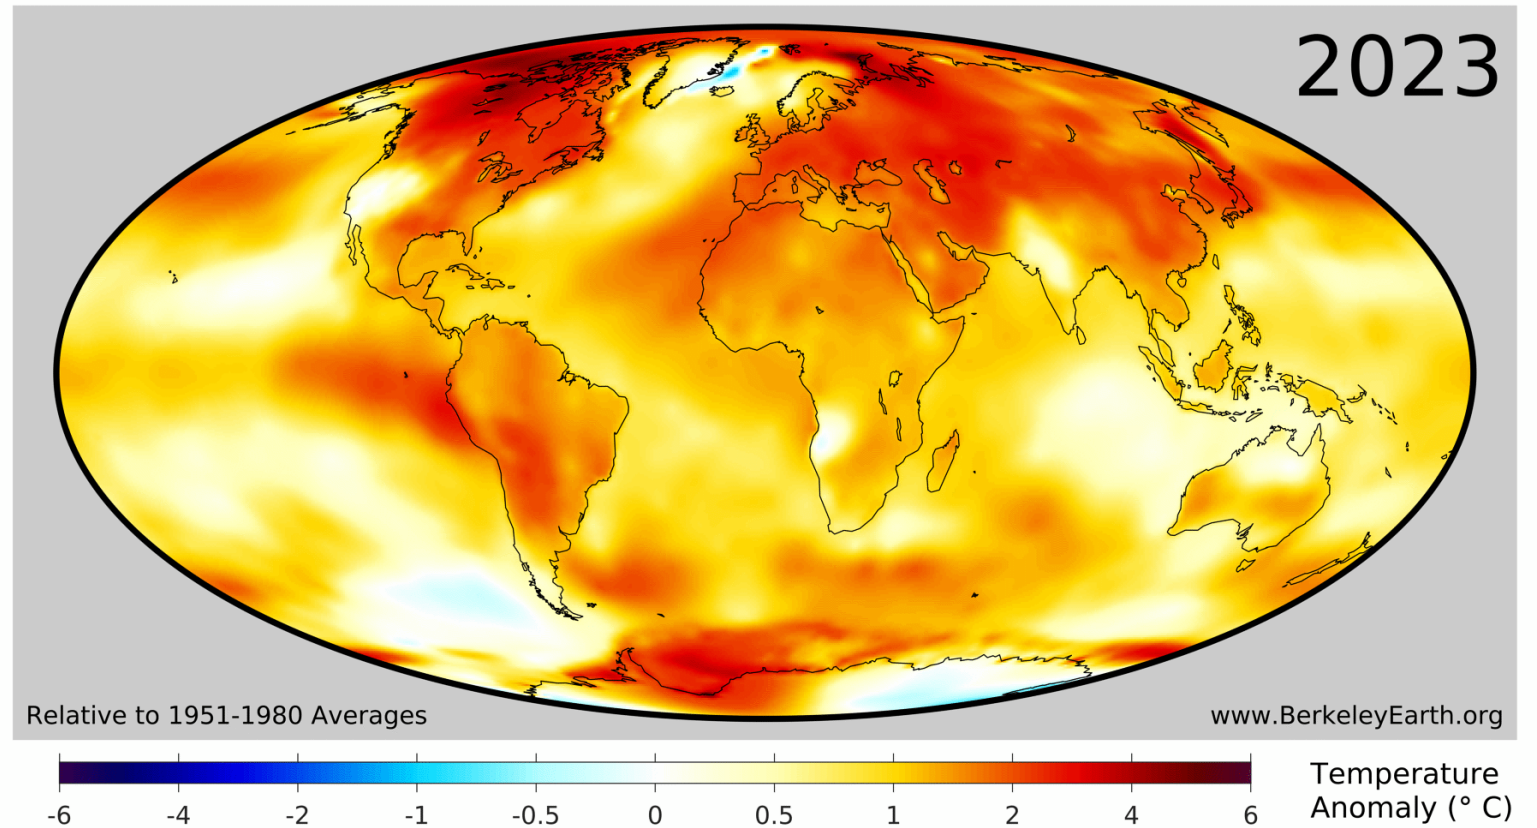 2023
Relative to 1951-1980 Averages
www.BerkeleyEarth.org
-6 -4 -2 -1 -0.5 0 0.5 1 2 4 6
Temperature
Anomaly (° C)